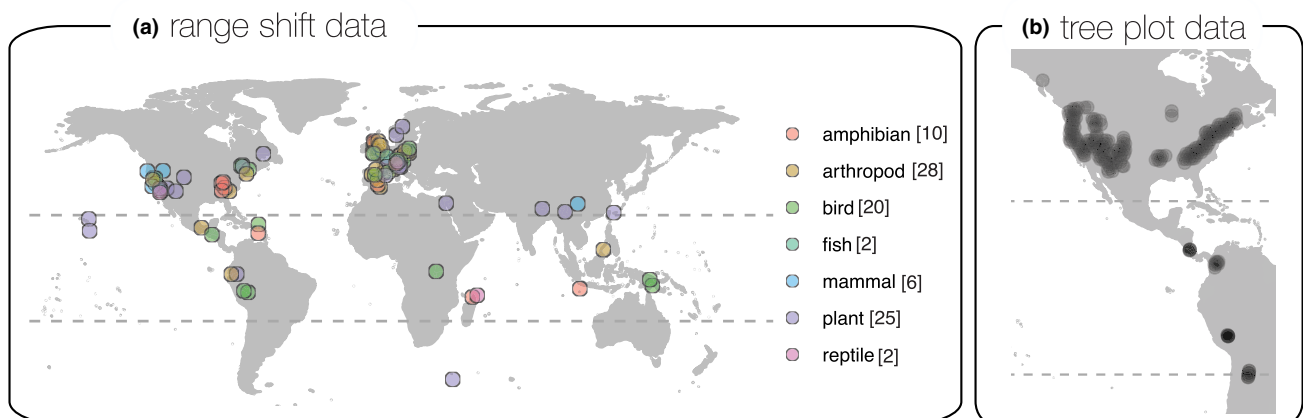 (a) range shift data
amphibian [10]
arthropod [28]
bird [20]
fish [2]
mammal [6]
plant [25]
reptile [2]
(b) tree plot data